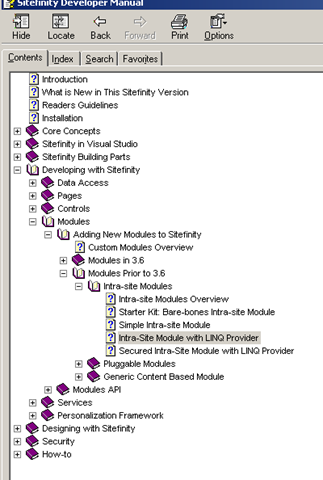 Sitefinity Developer Manual
Hide Locate Back Forward Print Options
Contents Index Search Favorites
Introduction
What is New in This Sitefinity Version
Readers Guidelines
Installation
Core Concepts
Sitefinity in Visual Studio
Sitefinity Building Parts
Developing with Sitefinity
Data Access
Pages
Controls
Modules
Adding New Modules to Sitefinity
Custom Modules Overview
Modules in 3.6
Modules Prior to 3.6
Intra-site Modules
Intra-site Modules Overview
Starter Kit: Bare-bones Intra-site Module
Simple Intra-site Module
Intra-Site Module with LINQ Provider
Secured Intra-Site Module with LINQ Provider
Pluggable Modules
Generic Content Based Module
Modules API
Services
Personalization Framework
Designing with Sitefinity
Security
How-to